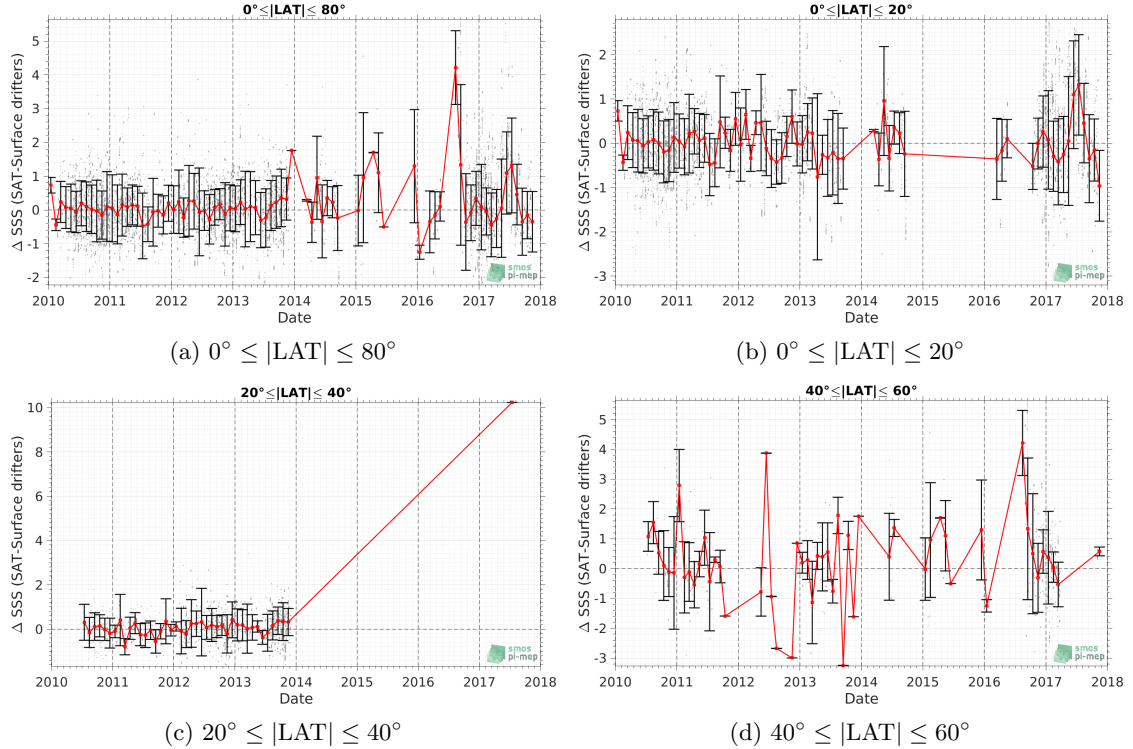 0°≤|LAT|≤ 80°
Δ SSS (SAT-Surface drifters)
5
4
3
2
1
0
-1
-2
smos
pi-mep
2010 2011 2012 2013 2014 2015 2016 2017 2018
Date
(a) 0° ≤ |LAT| ≤ 80°
0°≤|LAT|≤ 20°
Δ SSS (SAT-Surface drifters)
2
1
0
-1
-2
-3
smos
pi-mep
2010 2011 2012 2013 2014 2015 2016 2017 2018
Date
(b) 0° ≤ |LAT| ≤ 20°
20°≤|LAT|≤ 40°
Δ SSS (SAT-Surface drifters)
10
8
6
4
2
0
smos
pi-mep
2010 2011 2012 2013 2014 2015 2016 2017 2018
Date
(c) 20° ≤ |LAT| ≤ 40°
40°≤|LAT|≤ 60°
Δ SSS (SAT-Surface drifters)
5
4
3
2
1
0
-1
-2
-3
smos
pi-mep
2010 2011 2012 2013 2014 2015 2016 2017 2018
Date
(d) 40° ≤ |LAT| ≤ 60°